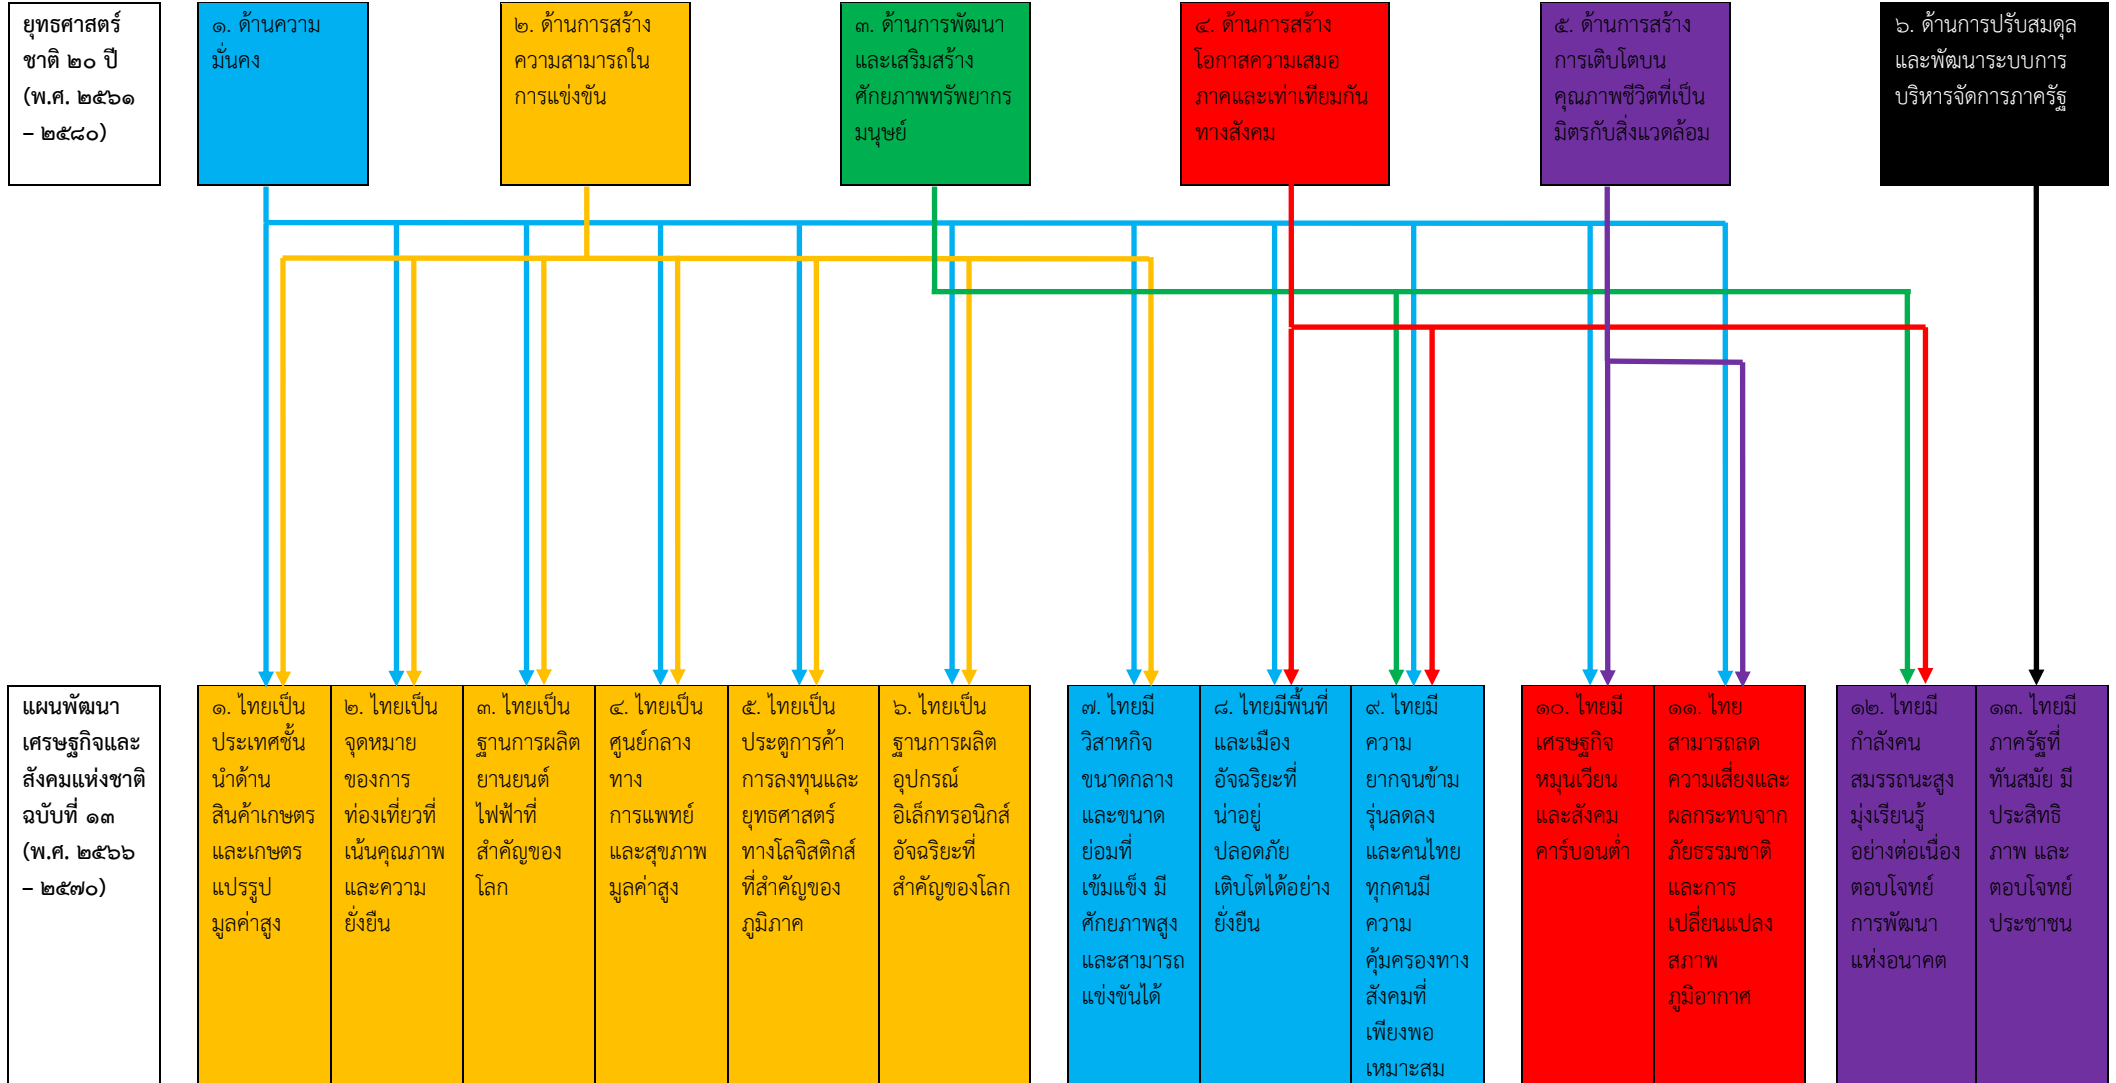 ยุทธศาสตร์
ชาติ ๒๐ ปี
(พ.ศ. ๒๕๖๑
– ๒๕๘๐)
๑. ด้านความ
มั่นคง
๒. ด้านการสร้าง
ความสามารถใน
การแข่งขัน
๓. ด้านการพัฒนา
และเสริมสร้าง
ศักยภาพทรัพยากร
มนุษย์
๔. ด้านการสร้าง
โอกาสความเสมอ
ภาคและเท่าเทียมกัน
ทางสังคม
๕. ด้านการสร้าง
การเติบโตบน
คุณภาพชีวิตที่เป็น
มิตรกับสิ่งแวดล้อม
๖. ด้านการปรับสมดุล
และพัฒนาระบบการ
บริหารจัดการภาครัฐ
แผนพัฒนา
เศรษฐกิจและ
สังคมแห่งชาติ
ฉบับที่ ๑๓
(พ.ศ. ๒๕๖๖
– ๒๕๗๐)
๑. ไทยเป็น
ประเทศชั้น
นำด้าน
สินค้าเกษตร
และเกษตร
แปรรูป
มูลค่าสูง
๒. ไทยเป็น
จุดหมาย
ของการ
ท่องเที่ยวที่
เน้นคุณภาพ
และความ
ยั่งยืน
๓. ไทยเป็น
ฐานการผลิต
ยานยนต์
ไฟฟ้าที่
สำคัญของ
โลก
๔. ไทยเป็น
ศูนย์กลาง
ทาง
การแพทย์
และสุขภาพ
มูลค่าสูง
๕. ไทยเป็น
ประตูการค้า
การลงทุนและ
ยุทธศาสตร์
ทางโลจิสติกส์
ที่สำคัญของ
ภูมิภาค
๖. ไทยเป็น
ฐานการผลิต
อุปกรณ์
อิเล็กทรอนิกส์
อัจฉริยะที่
สำคัญของโลก
๗. ไทยมี
วิสาหกิจ
ขนาดกลาง
และขนาด
ย่อมที่
เข้มแข็ง มี
ศักยภาพสูง
และสามารถ
แข่งขันได้
๘. ไทยมีพื้นที่
และเมือง
อัจฉริยะที่
น่าอยู่
ปลอดภัย
เติบโตได้อย่าง
ยั่งยืน
๙. ไทยมี
ความ
ยากจนข้าม
รุ่นลดลง
และคนไทย
ทุกคนมี
ความ
คุ้มครองทาง
สังคมที่
เพียงพอ
เหมาะสม
๑๐. ไทยมี
เศรษฐกิจ
หมุนเวียน
และสังคม
คาร์บอนต่ำ
๑๑. ไทย
สามารถลด
ความเสี่ยงและ
ผลกระทบจาก
ภัยธรรมชาติ
และการ
เปลี่ยนแปลง
สภาพ
ภูมิอากาศ
๑๒. ไทยมี
กำลังคน
สมรรถนะสูง
มุ่งเรียนรู้
อย่างต่อเนื่อง
ตอบโจทย์
การพัฒนา
แห่งอนาคต
๑๓. ไทยมี
ภาครัฐที่
ทันสมัย มี
ประสิทธิ
ภาพ และ
ตอบโจทย์
ประชาชน